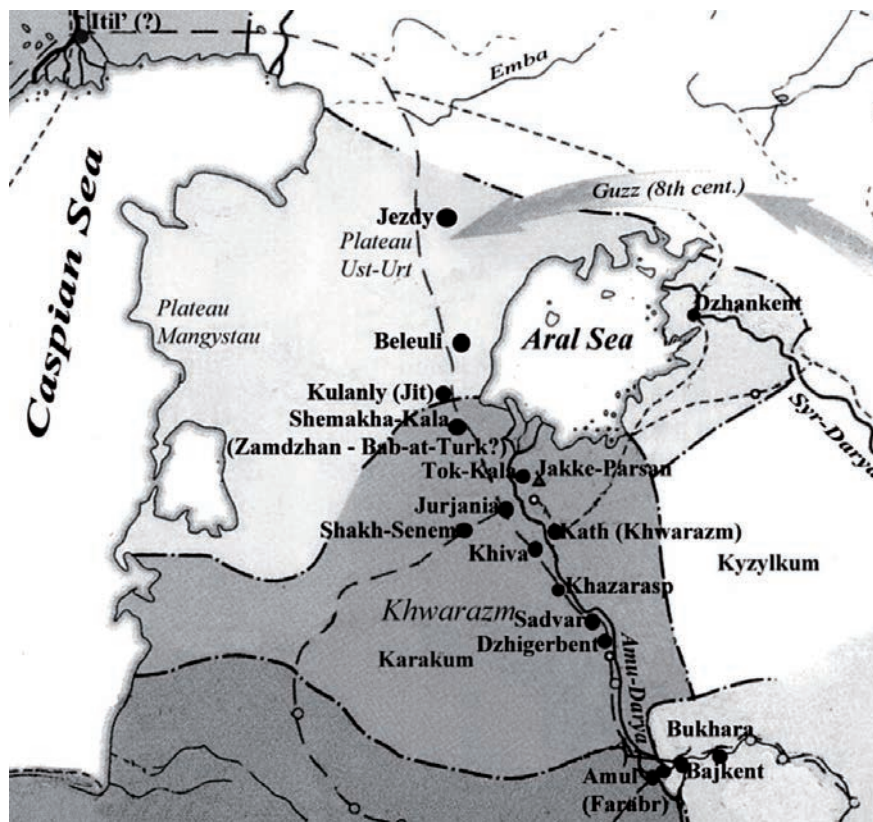 Itil' (?)
Emba
Caspian Sea
Guzz (8th cent.)
Jezdy
Plateau
Ust-Urt
Plateau
Mangystau
Dzhankent
Beleuli
Aral Sea
Kulanly (Jit)
Shemakha-Kala
(Zamdzhan - Bab-at-Turk?)
Syr-Darya
Tok-Kala
Jakke-Parsan
Jurjania
Shakh-Senem
Kath (Khwarazm)
Khiva
Kyzylkum
Khazarasp
Khwarazm
Sadvar
Dzhigerbent
Karakum
Amu-Darya
Bukhara
Amul
Bajkent
(Farabr)